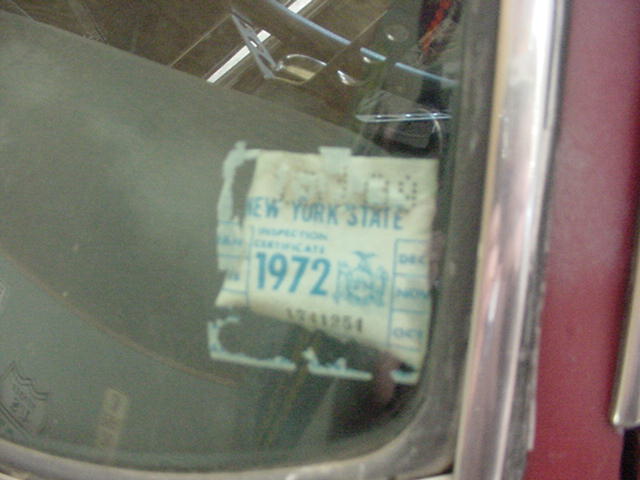 NEW YORK STATE
INSPECTION
CERTIFICATE
1972
DEC
NOV
OCT